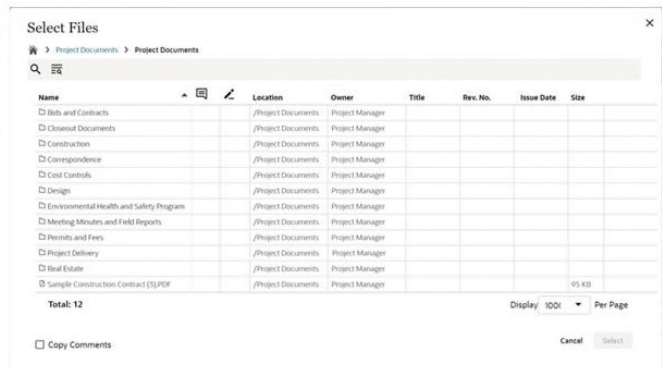 Select Files
Project Documents > Project Documents
Name Location Owner Title Rev. No. Issue Date Size
Bids and Contracts /Project Documents Project Manager
Closeout Documents /Project Documents Project Manager
Construction /Project Documents Project Manager
Correspondence /Project Documents Project Manager
Cost Controls /Project Documents Project Manager
Design /Project Documents Project Manager
Environmental Health and Safety Program /Project Documents Project Manager
Meeting Minutes and Field Reports /Project Documents Project Manager
Permits and Fees /Project Documents Project Manager
Project Delivery /Project Documents Project Manager
Real Estate /Project Documents Project Manager
Sample Construction Contract (5).PDF /Project Documents Project Manager 95 KB
Total: 12 Display 100( Per Page
Copy Comments Cancel Select